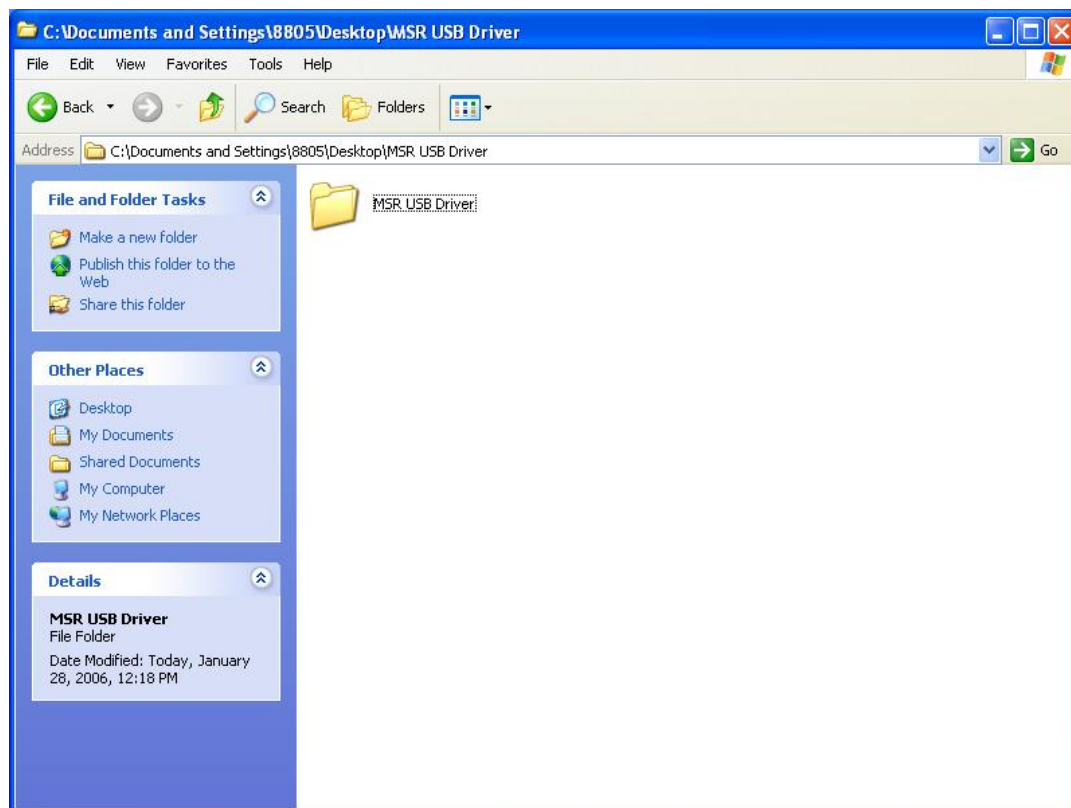 C:\Documents and Settings\8805\Desktop\MSR USB Driver
File Edit View Favorites Tools Help
Back Search Folders
Address C:\Documents and Settings\8805\Desktop\MSR USB Driver Go
File and Folder Tasks
Make a new folder
Publish this folder to the
Web
Share this folder
Other Places
Desktop
My Documents
Shared Documents
My Computer
My Network Places
Details
MSR USB Driver
File Folder
Date Modified: Today, January
28, 2006, 12:18 PM
MSR USB Driver